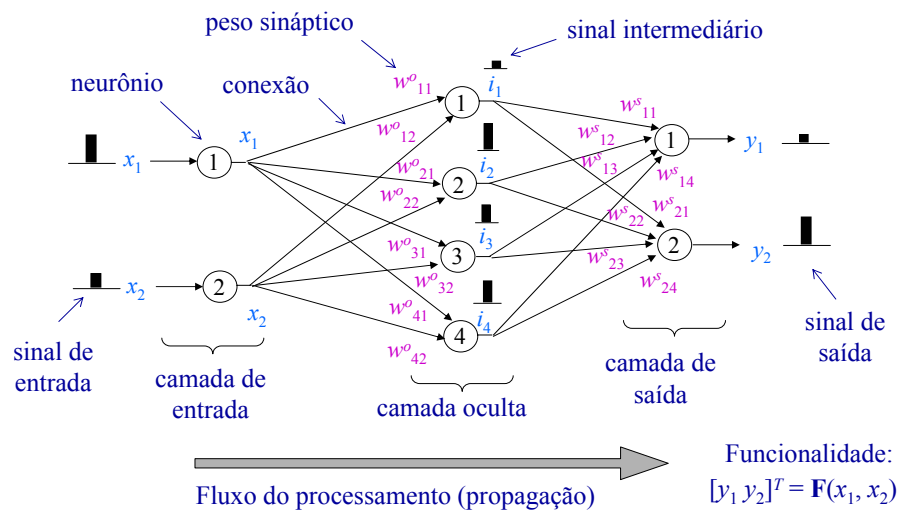 peso sináptico
sinal intermediário
neurônio
conexão
w^o_11
i_1
1
x_1
w^o_12
w^s_11
w^s_12
1
y_1
x_1
1
w^o_21
i_2
2
w^s_13
w^s_14
w^o_22
w^s_22
w^s_21
i_3
w^o_31
3
w^s_23
2
y_2
x_2
2
w^o_32
w^s_24
x_2
w^o_41
i_4
4
w^o_42
sinal de
entrada
camada de
entrada
camada oculta
camada de
saída
sinal de
saída
Fluxo do processamento (propagação)
Funcionalidade:
[y_1 y_2]^T = F(x_1, x_2)